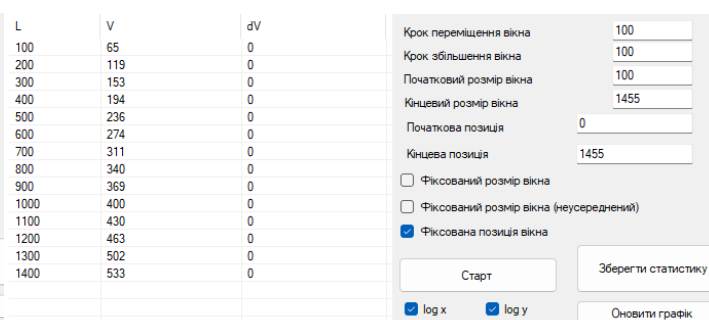 L V dV
100 65 0
200 119 0
300 153 0
400 194 0
500 236 0
600 274 0
700 311 0
800 340 0
900 369 0
1000 400 0
1100 430 0
1200 463 0
1300 502 0
1400 533 0
Крок переміщення вікна 100
Крок збільшення вікна 100
Початковий розмір вікна 100
Кінцевий розмір вікна 1455
Початкова позиція 0
Кінцева позиція 1455
Фіксований розмір вікна
Фіксований розмір вікна (неусереднений)
Фіксована позиція вікна
Старт
Зберегти статистику
log x log y
Оновити графік